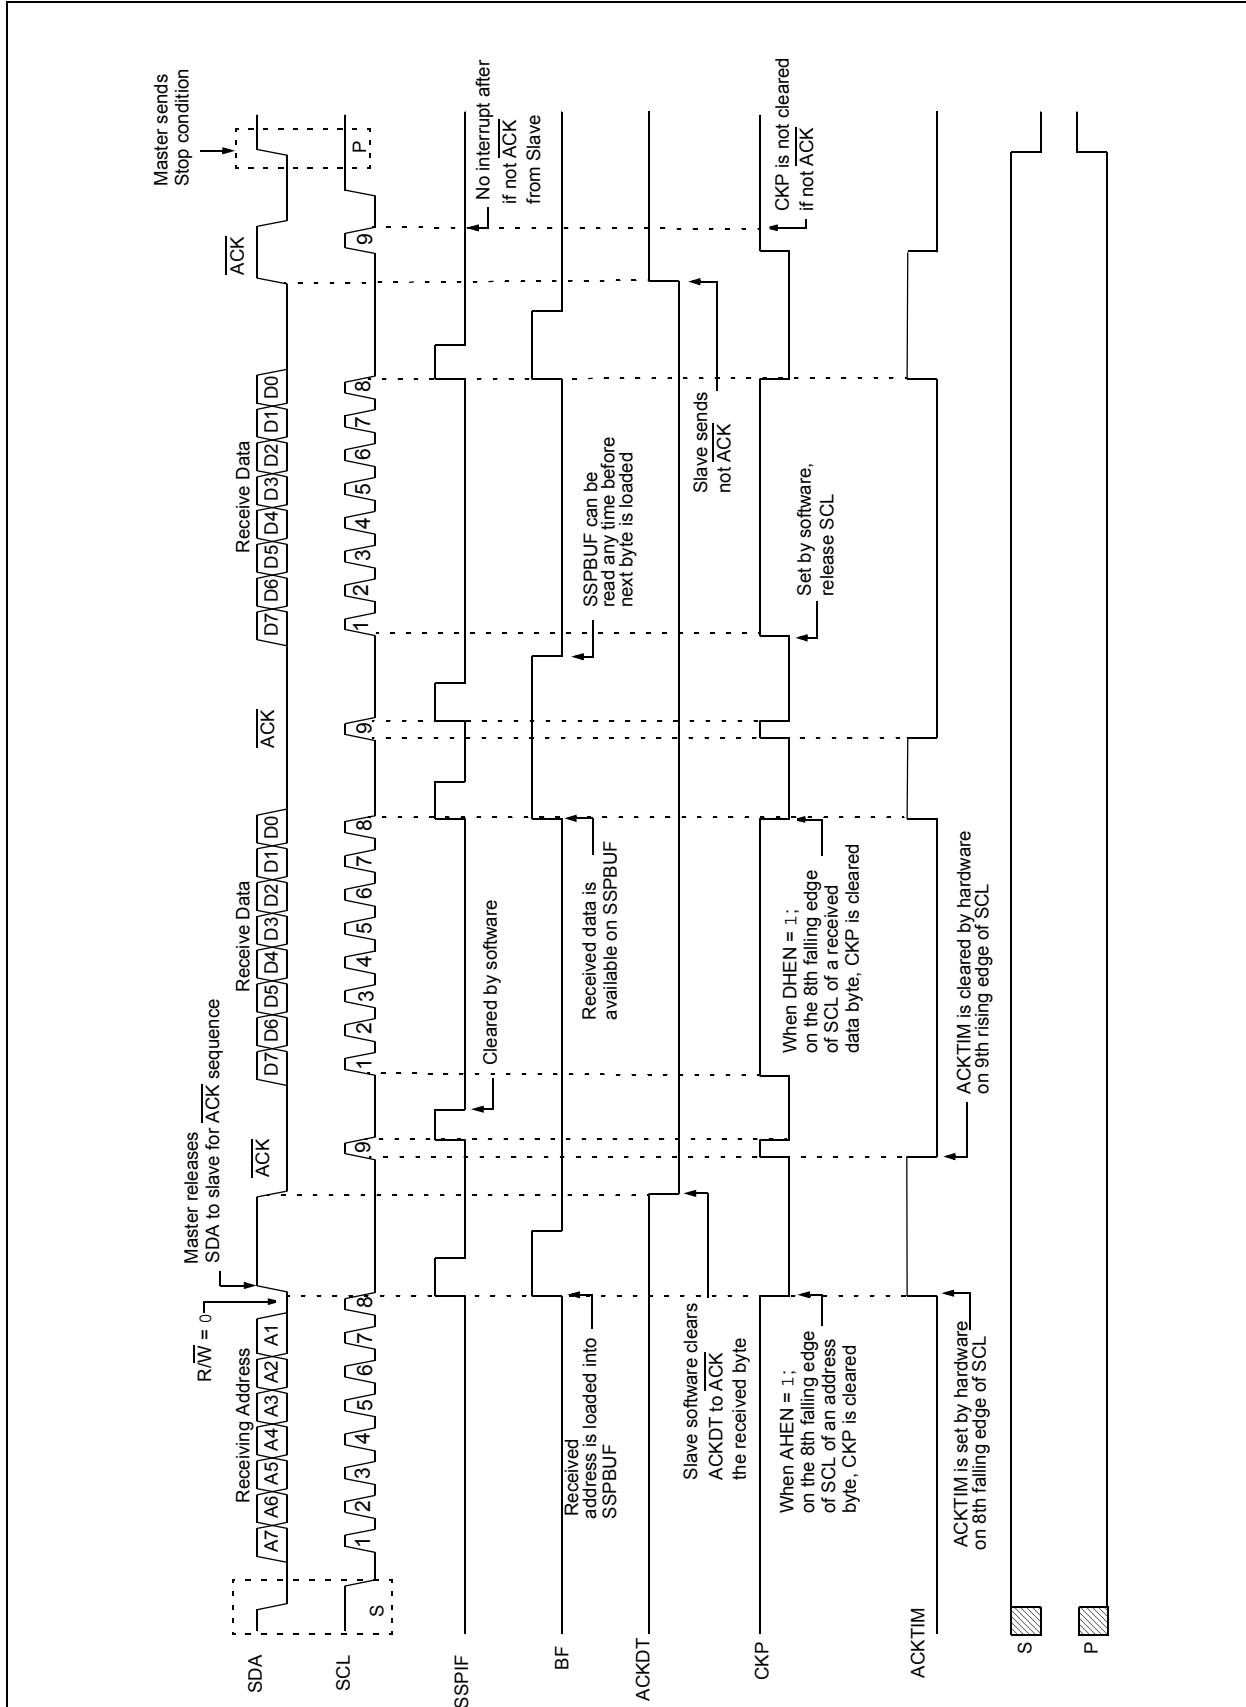 Master releases
SDA to slave for ACK sequence
Master sends
Stop condition
R/W = 0
Receiving Address
Receive Data
Receive Data
ACK
ACK
ACK
SDA
A7 A6 A5 A4 A3 A2 A1
D7 D6 D5 D4 D3 D2 D1 D0
D7 D6 D5 D4 D3 D2 D1 D0
SCL
S
1 2 3 4 5 6 7 8 9
1 2 3 4 5 6 7 8 9
1 2 3 4 5 6 7 8 9
P
SSPIF
Cleared by software
No interrupt after
if not ACK
from Slave
BF
Received
address is loaded into
SSPBUF
Received data is
available on SSPBUF
SSPBUF can be
read any time before
next byte is loaded
ACKDT
Slave software clears
ACKDT to ACK
the received byte
Slave sends
not ACK
CKP
When AHEN = 1;
on the 8th falling edge
of SCL of an address
byte, CKP is cleared
When DHEN = 1;
on the 8th falling edge
of SCL of a received
data byte, CKP is cleared
Set by software,
release SCL
CKP is not cleared
if not ACK
ACKTIM
ACKTIM is set by hardware
on 8th falling edge of SCL
ACKTIM is cleared by hardware
on 9th rising edge of SCL
S
P